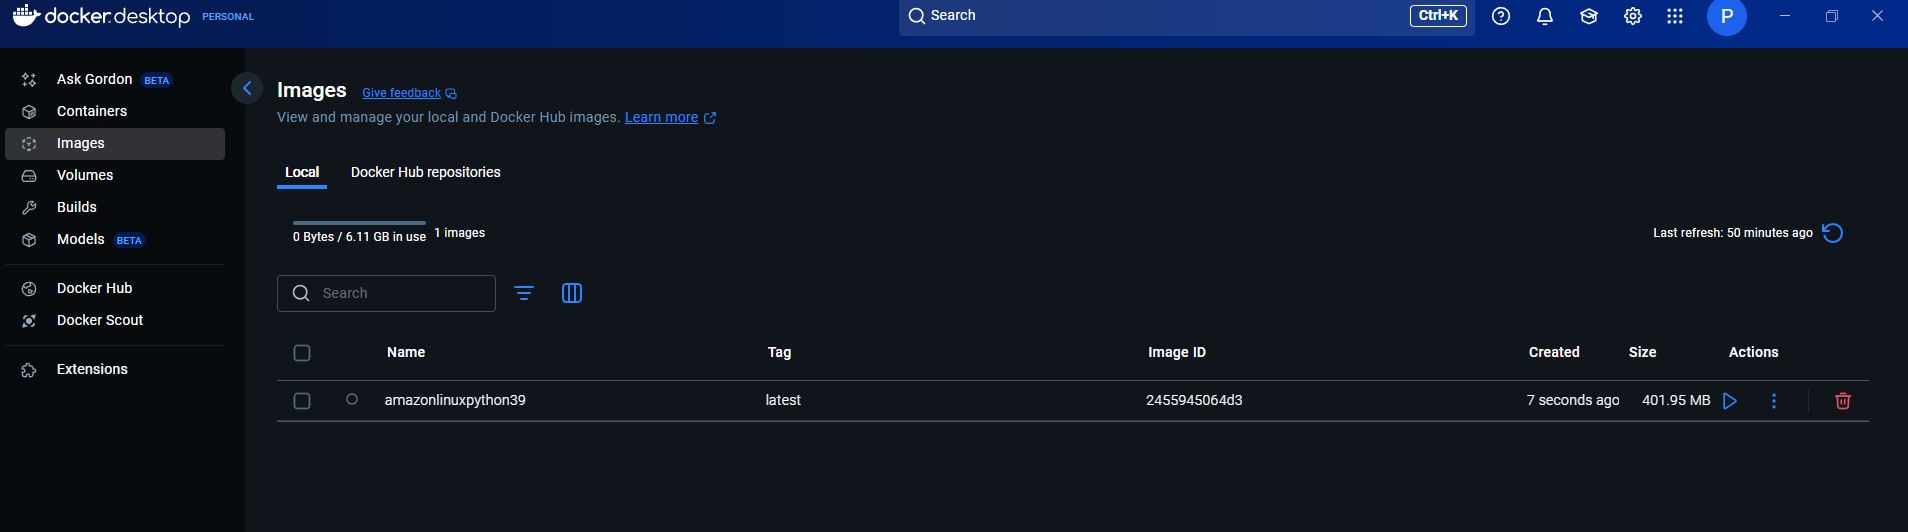 docker.desktop PERSONAL
Search
Ctrl+K
P
Ask Gordon BETA
Containers
Images
Volumes
Builds
Models BETA
Docker Hub
Docker Scout
Extensions
Images Give feedback
View and manage your local and Docker Hub images. Learn more
Local Docker Hub repositories
0 Bytes / 6.11 GB in use 1 images
Last refresh: 50 minutes ago
Search
Name Tag Image ID Created Size Actions
amazonlinuxpython39 latest 2455945064d3 7 seconds ago 401.95 MB